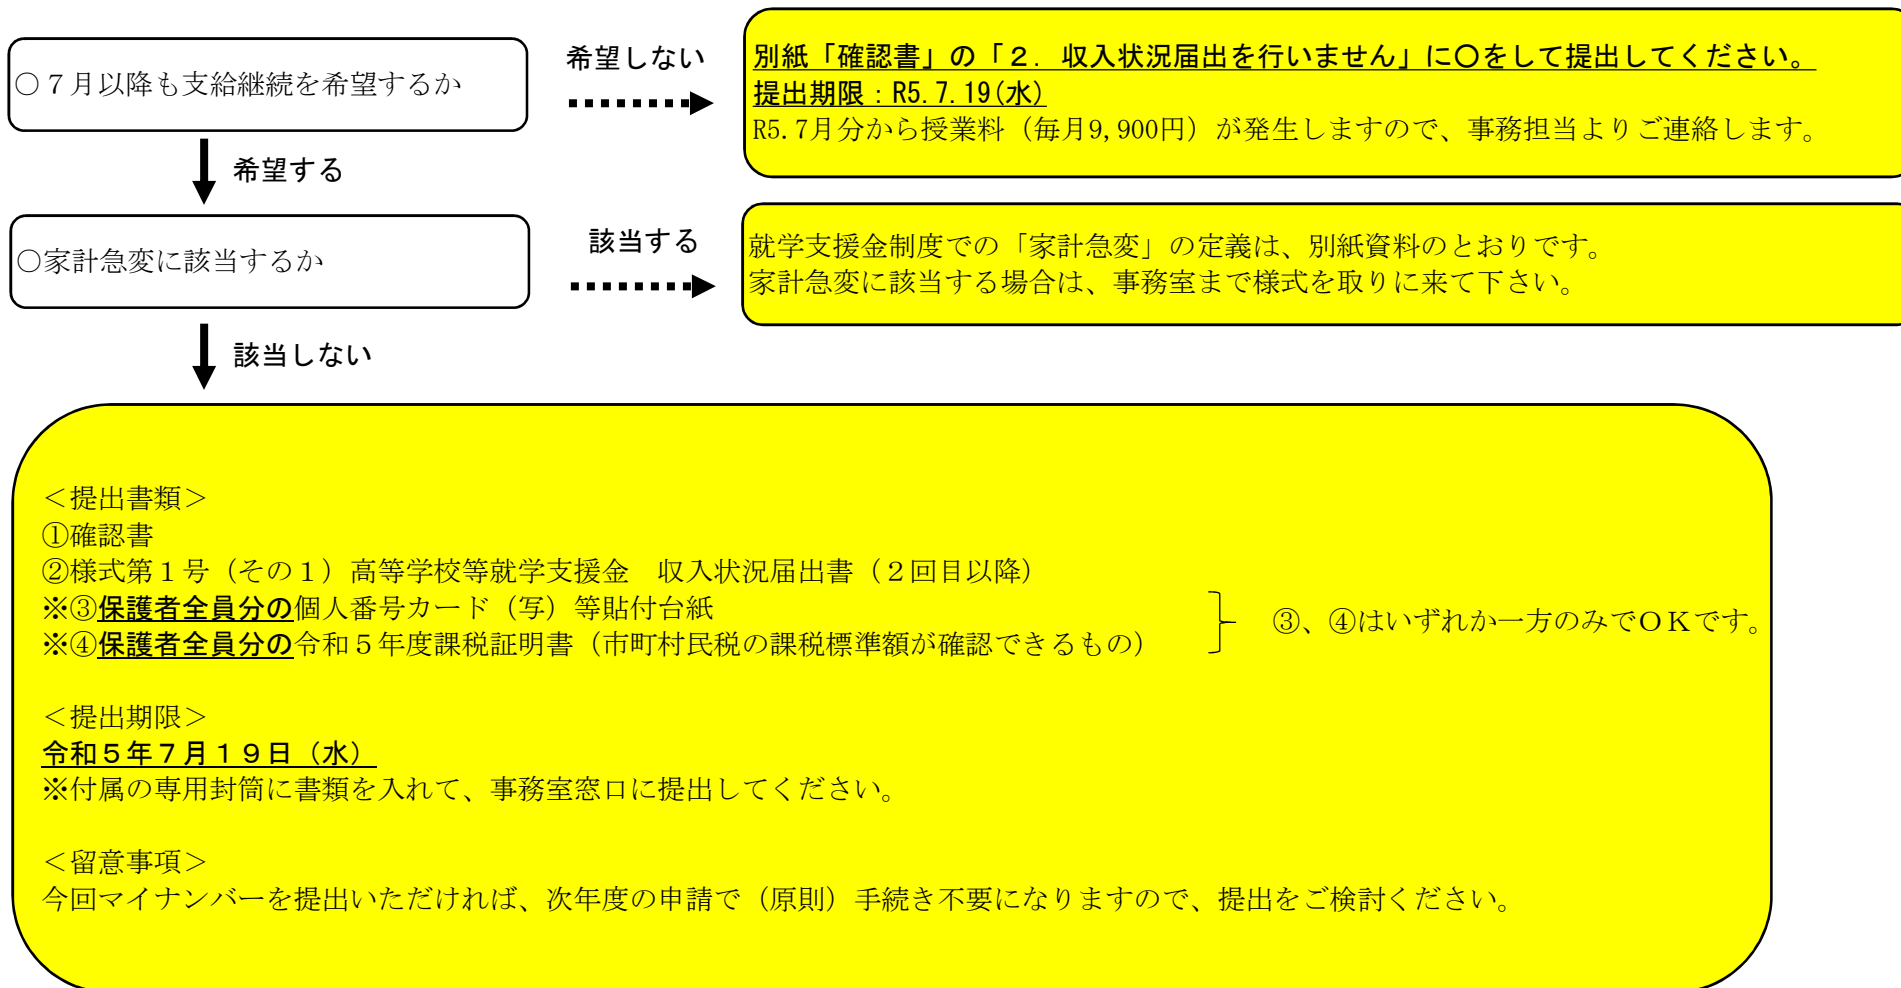 ○７月以降も支給継続を希望するか
希望しない
別紙「確認書」の「２．収入状況届出を行いません」に〇をして提出してください。
提出期限：R5.7.19(水)
R5.7月分から授業料（毎月9,900円）が発生しますので、事務担当よりご連絡します。
希望する
○家計急変に該当するか
該当する
就学支援金制度での「家計急変」の定義は、別紙資料のとおりです。
家計急変に該当する場合は、事務室まで様式を取りに来て下さい。
該当しない
＜提出書類＞
①確認書
②様式第１号（その１）高等学校等就学支援金　収入状況届出書（２回目以降）
※③保護者全員分の個人番号カード（写）等貼付台紙
※④保護者全員分の令和５年度課税証明書（市町村民税の課税標準額が確認できるもの）
③、④はいずれか一方のみでＯＫです。
＜提出期限＞
令和５年７月１９日（水）
※付属の専用封筒に書類を入れて、事務室窓口に提出してください。
＜留意事項＞
今回マイナンバーを提出いただければ、次年度の申請で（原則）手続き不要になりますので、提出をご検討ください。